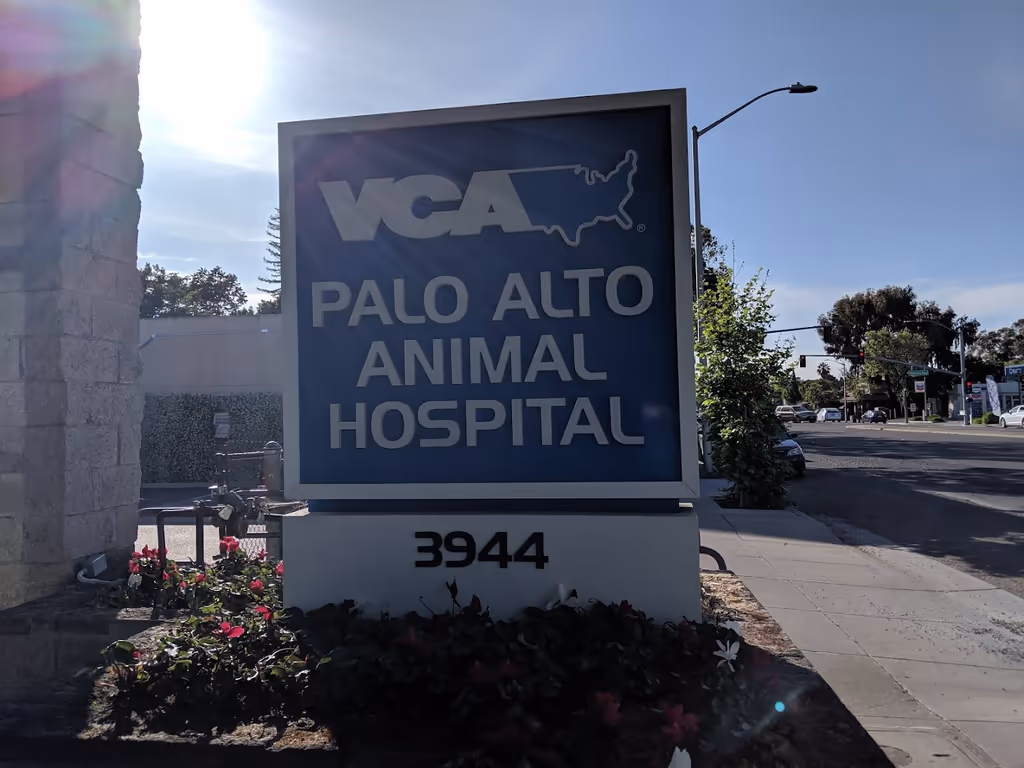 VCA®
PALO ALTO
ANIMAL
HOSPITAL
3944